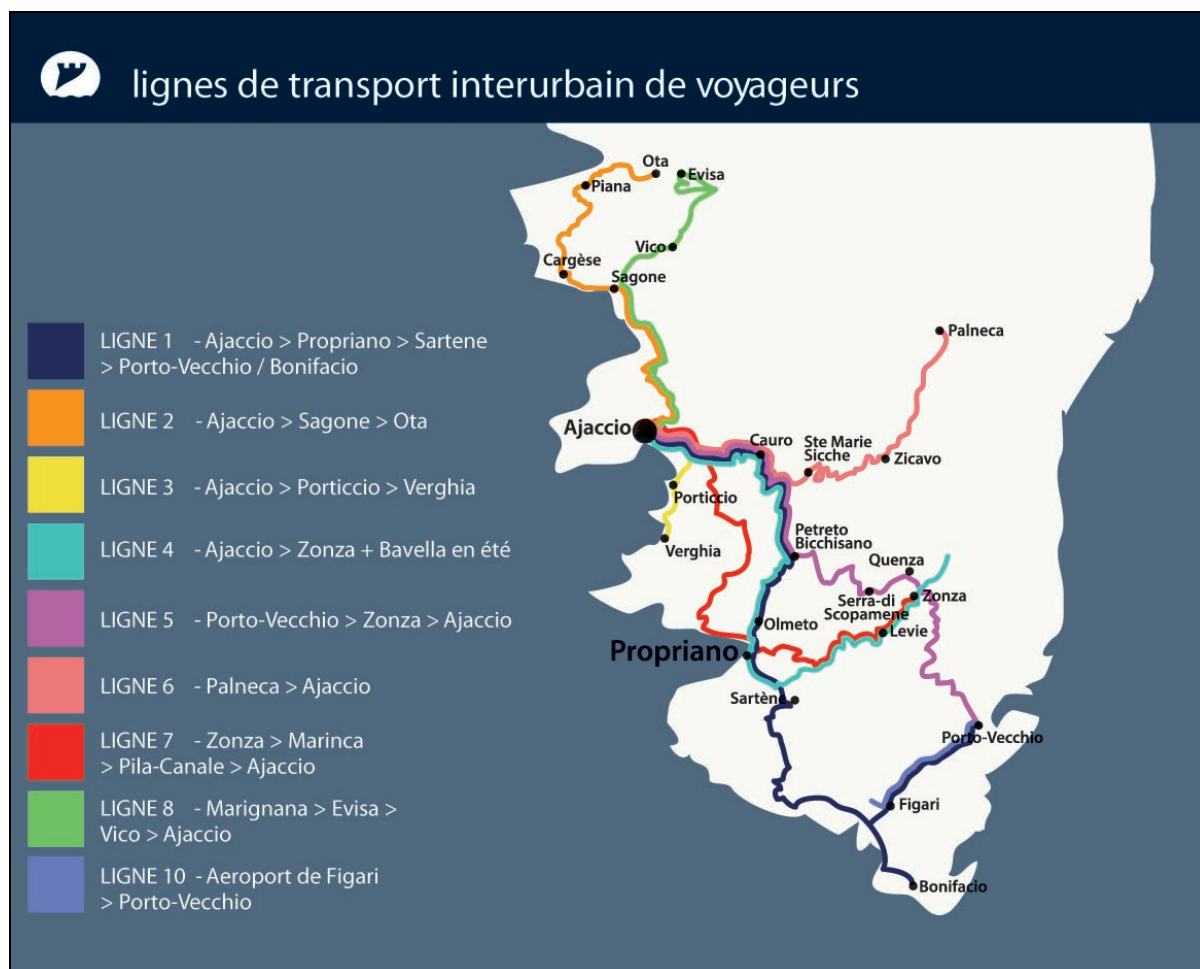 lignes de transport interurbain de voyageurs
Ota
Evisa
Piana
Vico
Cargèse
Sagone
LIGNE 1 - Ajaccio > Propriano > Sartene
> Porto-Vecchio / Bonifacio
LIGNE 2 - Ajaccio > Sagone > Ota
LIGNE 3 - Ajaccio > Porticcio > Verghia
LIGNE 4 - Ajaccio > Zonza + Bavella en été
LIGNE 5 - Porto-Vecchio > Zonza > Ajaccio
LIGNE 6 - Palneca > Ajaccio
LIGNE 7 - Zonza > Marinca
> Pila-Canale > Ajaccio
LIGNE 8 - Marignana > Evisa >
Vico > Ajaccio
LIGNE 10 - Aeroport de Figari
> Porto-Vecchio
Palneca
Ajaccio
Cauro
Ste Marie
Sicche
Zicavo
Porticcio
Verghia
Petreto
Bicchisano
Quenza
Zonza
Serra-di
Scopamene
Olmeto
Levie
Propriano
Sartène
Porto-Vecchio
Figari
Bonifacio